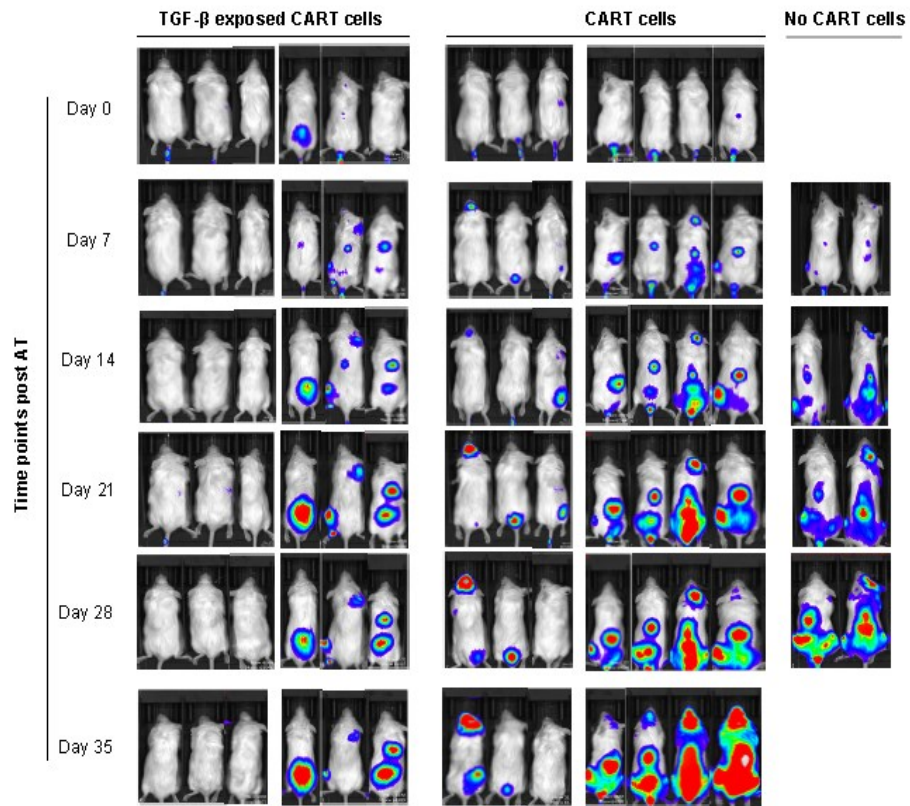 TGF-β exposed CART cells
CART cells
No CART cells
Time points post AT
Day 0
Day 7
Day 14
Day 21
Day 28
Day 35